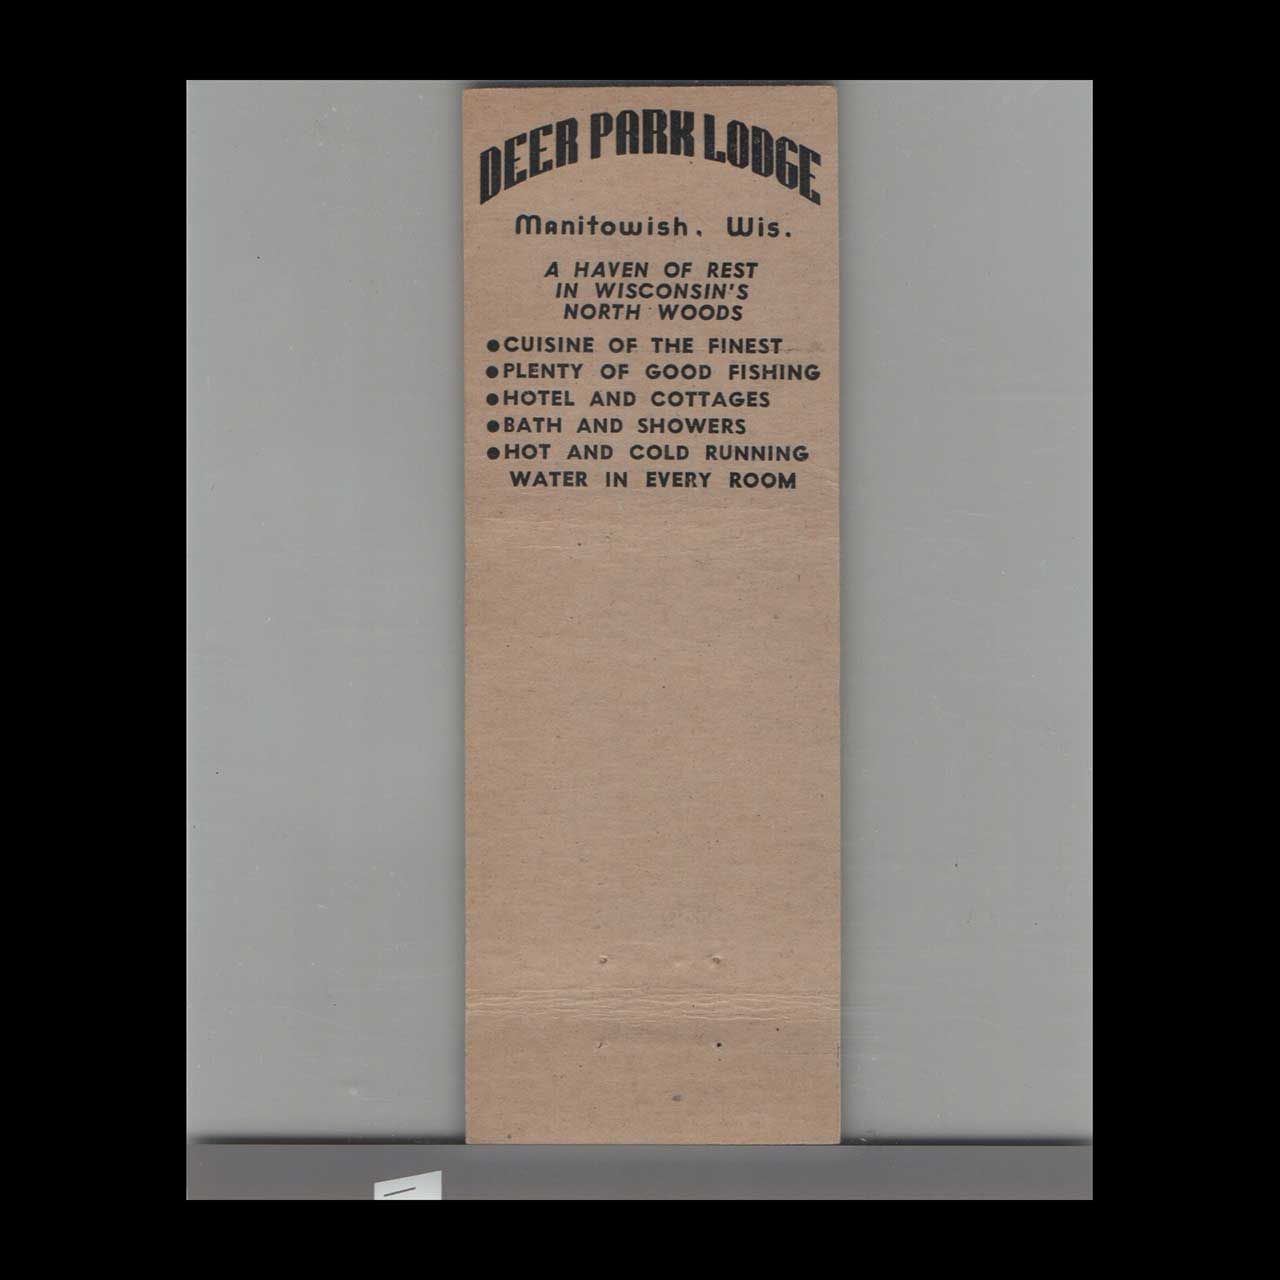 DEER PARK LODGE
Manitowish, Wis.
A HAVEN OF REST
IN WISCONSIN'S
NORTH WOODS
●CUISINE OF THE FINEST
●PLENTY OF GOOD FISHING
●HOTEL AND COTTAGES
●BATH AND SHOWERS
●HOT AND COLD RUNNING
WATER IN EVERY ROOM